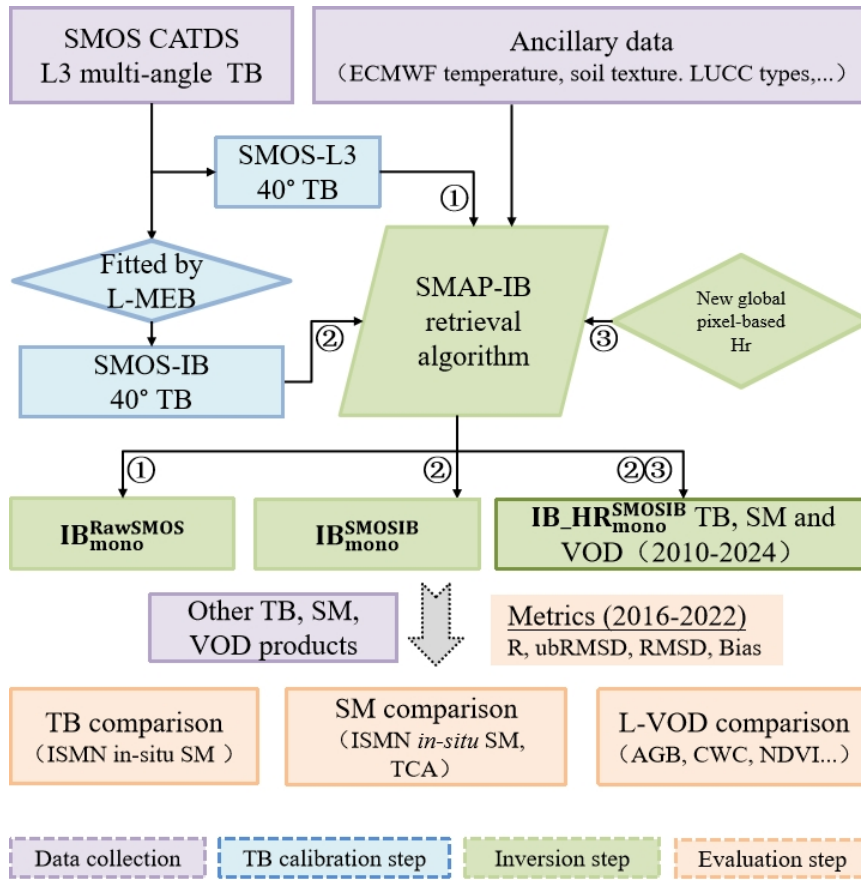 SMOS CATDS
L3 multi-angle TB
Ancillary data
（ECMWF temperature, soil texture. LUCC types,...）
SMOS-L3
40° TB
①
Fitted by
L-MEB
SMAP-IB
retrieval
algorithm
New global
pixel-based
Hr
②
③
SMOS-IB
40° TB
①
②
②③
IB^RawSMOS_mono
IB^SMOSIB_mono
IB_HR^SMOSIB_mono TB, SM and
VOD（2010-2024）
Other TB, SM,
VOD products
Metrics (2016-2022)
R, ubRMSD, RMSD, Bias
TB comparison
（ISMN in-situ SM ）
SM comparison
（ISMN in-situ SM,
TCA）
L-VOD comparison
（AGB, CWC, NDVI...）
Data collection
TB calibration step
Inversion step
Evaluation step